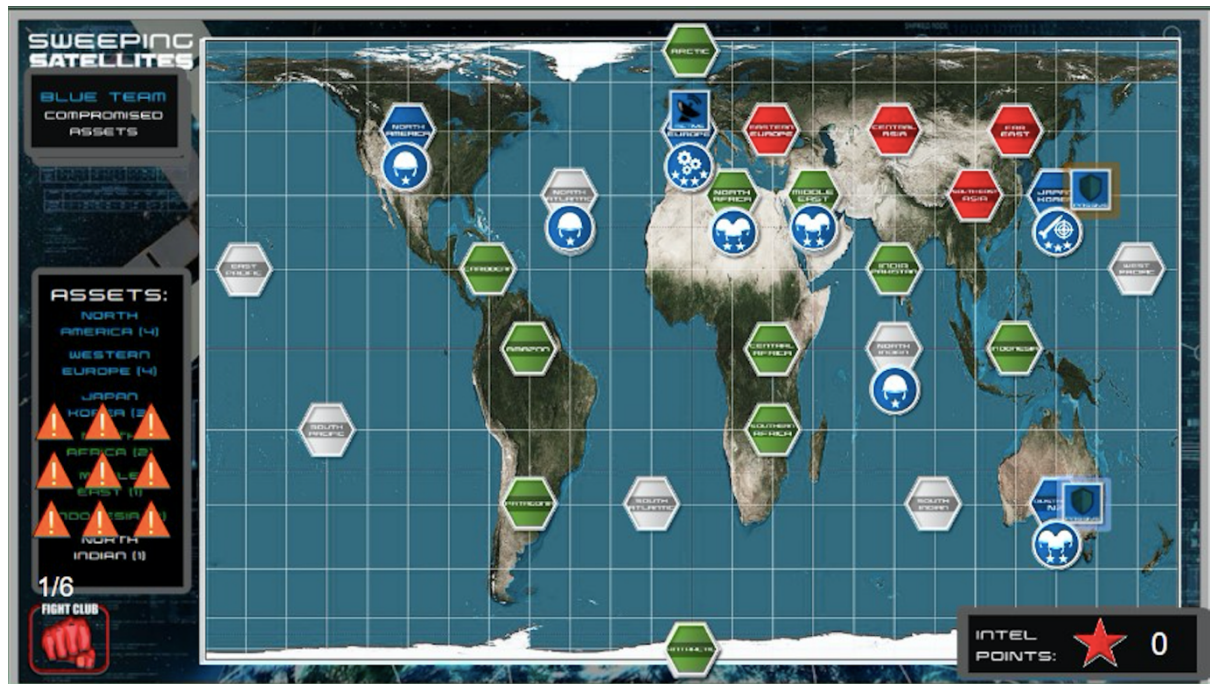 SWEEPING
SATELLITES
BLUE TEAM
COMPROMISED
ASSETS
ASSETS:
NORTH
AMERICA (4)
WESTERN
EUROPE (4)
JAPAN
KOREA
AFRICA (2)
EAST (1)
NORTH
INDIAN (1)
1/6
FIGHT CLUB
ARCTIC
NORTH
AMERICA
EUROPE
EASTERN
EUROPE
CENTRAL
ASIA
FAR
EAST
NORTH
ATLANTIC
NORTH
AFRICA
MIDDLE
EAST
SOUTHEAST
ASIA
EAST
PACIFIC
CARIBBEAN
INDIA
PAKISTAN
WEST
PACIFIC
AMAZON
CENTRAL
AFRICA
NORTH
INDIAN
INDONESIA
SOUTH
PACIFIC
SOUTHERN
AFRICA
PATAGONIA
SOUTH
ATLANTIC
SOUTH
INDIAN
ANTARCTIC
INTEL
POINTS:
0